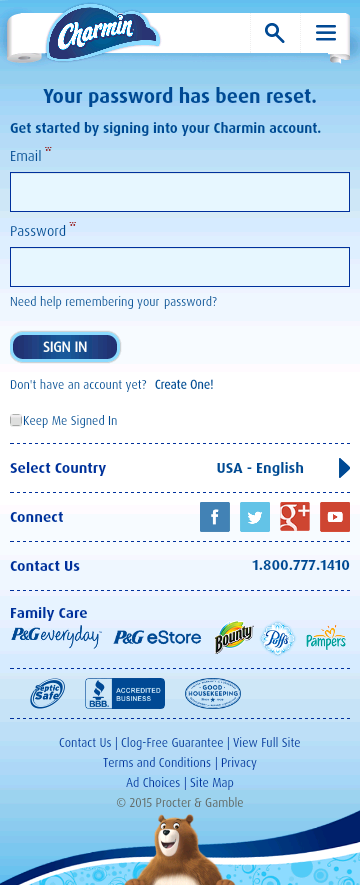 Charmin
Your password has been reset.
Get started by signing into your Charmin account.
Email **
Password **
Need help remembering your password?
SIGN IN
Don't have an account yet? Create One!
Keep Me Signed In
Select Country USA - English
Connect f g+
Contact Us 1.800.777.1410
Family Care
P&G everyday P&G eStore Bounty Puffs Pampers
Septic Safe BBB. ACCREDITED BUSINESS GOOD HOUSEKEEPING
Contact Us | Clog-Free Guarantee | View Full Site
Terms and Conditions | Privacy
Ad Choices | Site Map
© 2015 Procter & Gamble